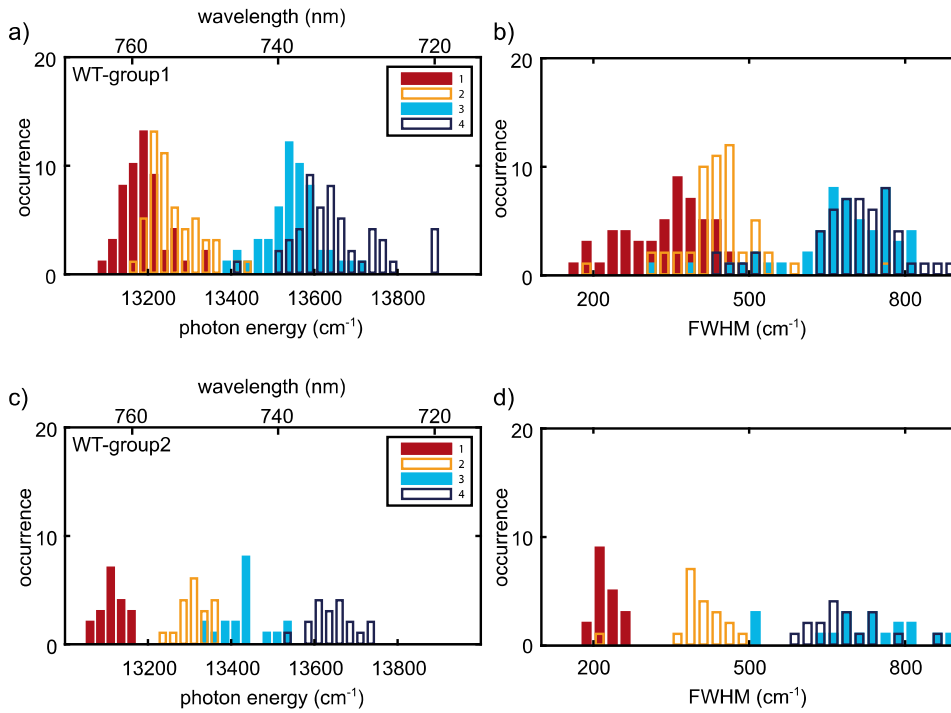 wavelength (nm)
a)
b)
760
740
720
20
20
WT-group1
1
2
3
4
occurrence
occurrence
10
10
0
0
13200
13400
13600
13800
200
500
800
photon energy (cm⁻¹)
FWHM (cm⁻¹)
wavelength (nm)
c)
d)
760
740
720
20
20
WT-group2
1
2
3
4
occurrence
occurrence
10
10
0
0
13200
13400
13600
13800
200
500
800
photon energy (cm⁻¹)
FWHM (cm⁻¹)